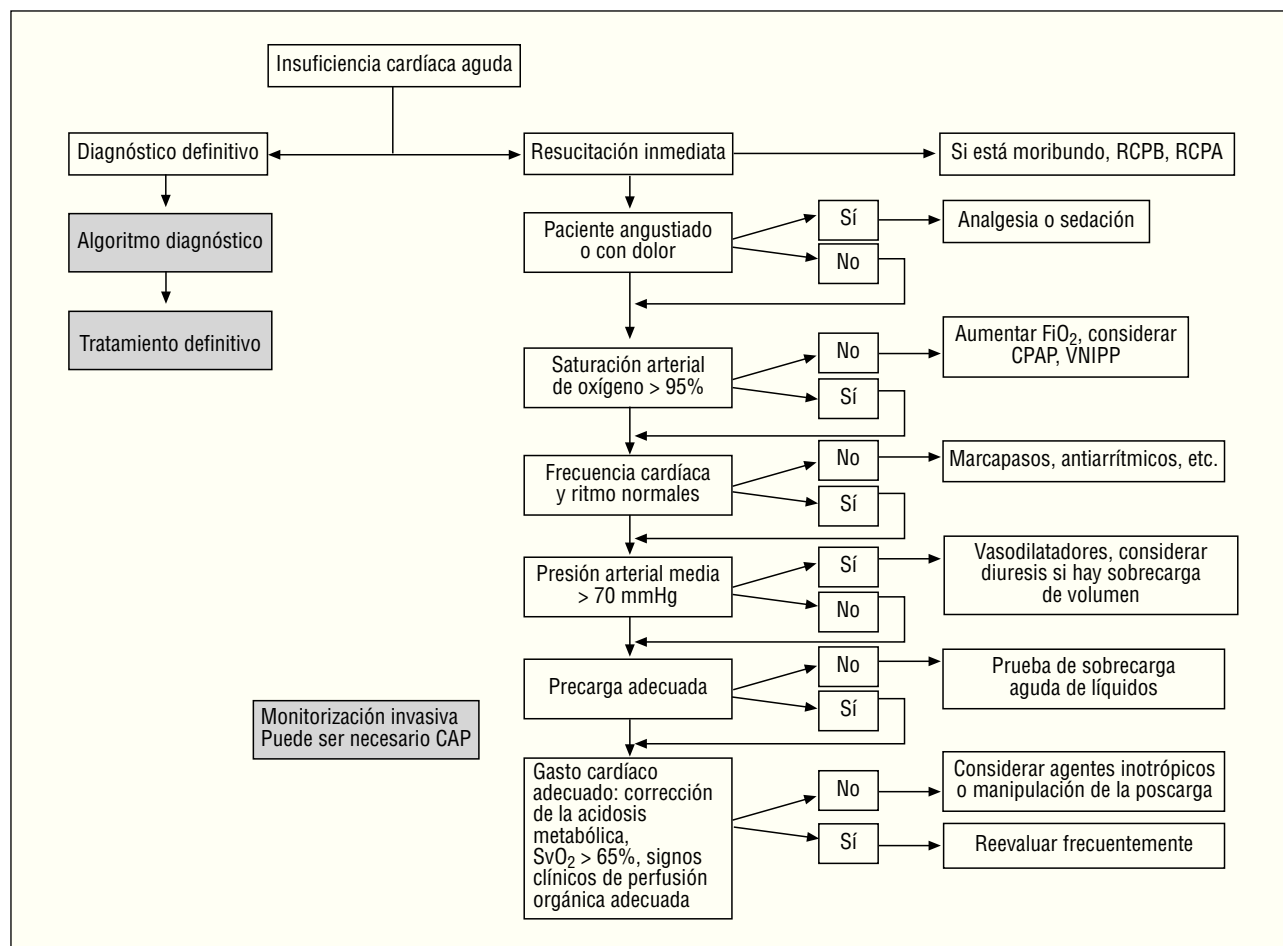 Insuficiencia cardíaca aguda
Diagnóstico definitivo
Resucitación inmediata
Si está moribundo, RCPB, RCPA
Algoritmo diagnóstico
Tratamiento definitivo
Paciente angustiado
o con dolor
Sí
No
Analgesia o sedación
Saturación arterial
de oxígeno > 95%
No
Sí
Aumentar FiO₂, considerar
CPAP, VNIPP
Frecuencia cardíaca
y ritmo normales
No
Sí
Marcapasos, antiarrítmicos, etc.
Presión arterial media
> 70 mmHg
Sí
No
Vasodilatadores, considerar
diuresis si hay sobrecarga
de volumen
Precarga adecuada
No
Sí
Prueba de sobrecarga
aguda de líquidos
Monitorización invasiva
Puede ser necesario CAP
Gasto cardíaco
adecuado: corrección
de la acidosis
metabólica,
SvO₂ > 65%, signos
clínicos de perfusión
orgánica adecuada
No
Sí
Considerar agentes inotrópicos
o manipulación de la poscarga
Reevaluar frecuentemente